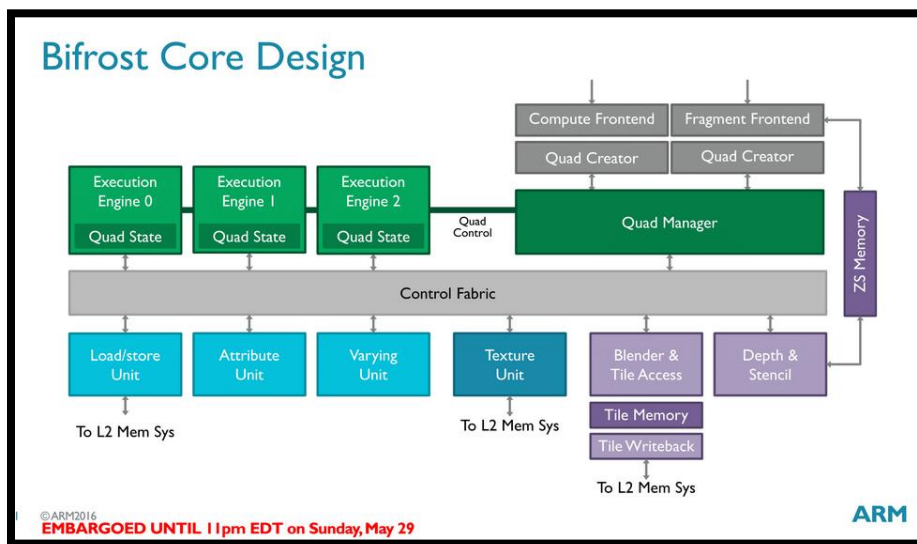 Bifrost Core Design
Compute Frontend
Fragment Frontend
Quad Creator
Quad Creator
Execution
Engine 0
Quad State
Execution
Engine 1
Quad State
Execution
Engine 2
Quad State
Quad
Control
Quad Manager
ZS Memory
Control Fabric
Load/store
Unit
Attribute
Unit
Varying
Unit
Texture
Unit
Blender &
Tile Access
Depth &
Stencil
Tile Memory
Tile Writeback
To L2 Mem Sys
To L2 Mem Sys
To L2 Mem Sys
©ARM2016
EMBARGOED UNTIL 11pm EDT on Sunday, May 29
ARM